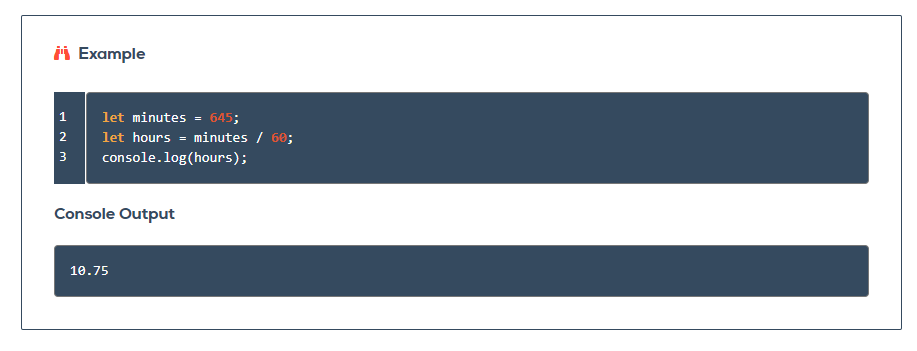 Example
1 let minutes = 645;
2 let hours = minutes / 60;
3 console.log(hours);
Console Output
10.75